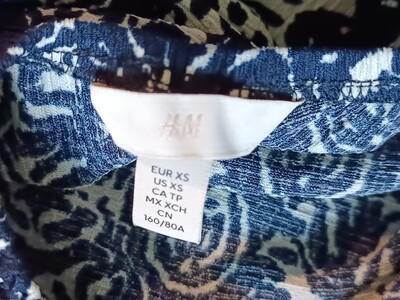 H&M
EUR XS
US XS
CA TP
MX XCH
CN
160/80A